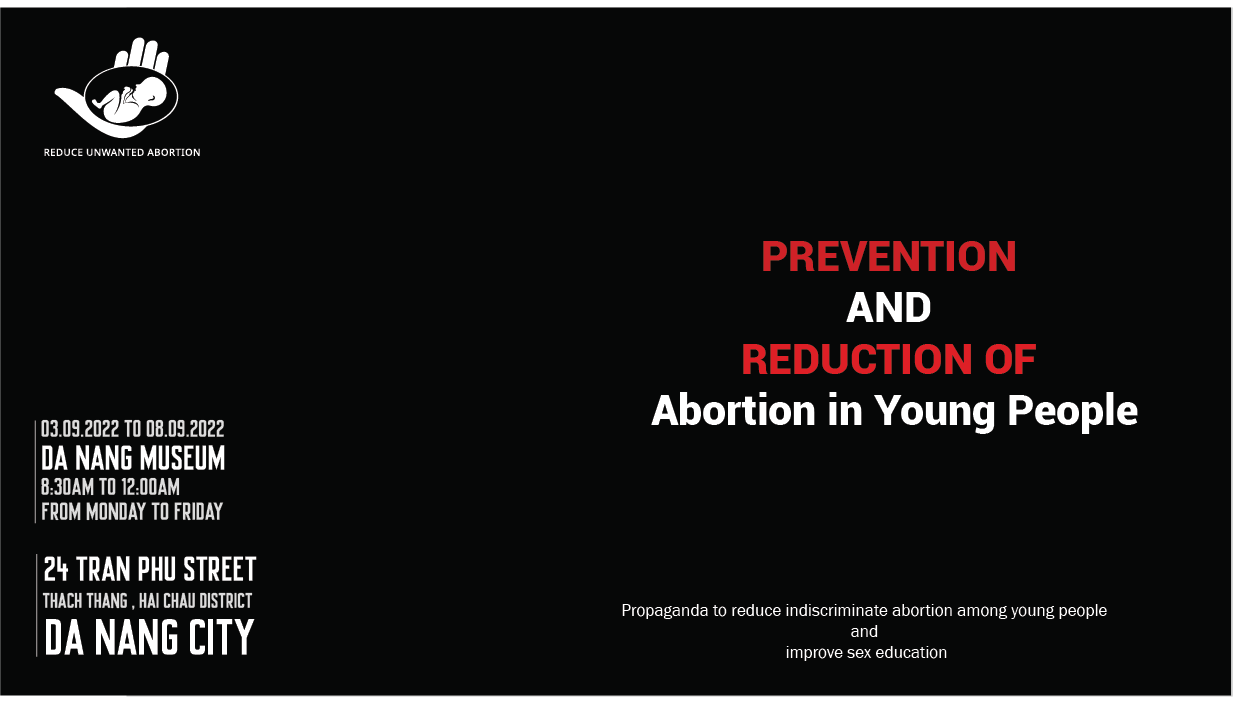 REDUCE UNWANTED ABORTION
PREVENTION
AND
REDUCTION OF
Abortion in Young People
03.09.2022 TO 08.09.2022
DA NANG MUSEUM
8:30AM TO 12:00AM
FROM MONDAY TO FRIDAY
24 TRAN PHU STREET
THACH THANG , HAI CHAU DISTRICT
DA NANG CITY
Propaganda to reduce indiscriminate abortion among young people
and
improve sex education